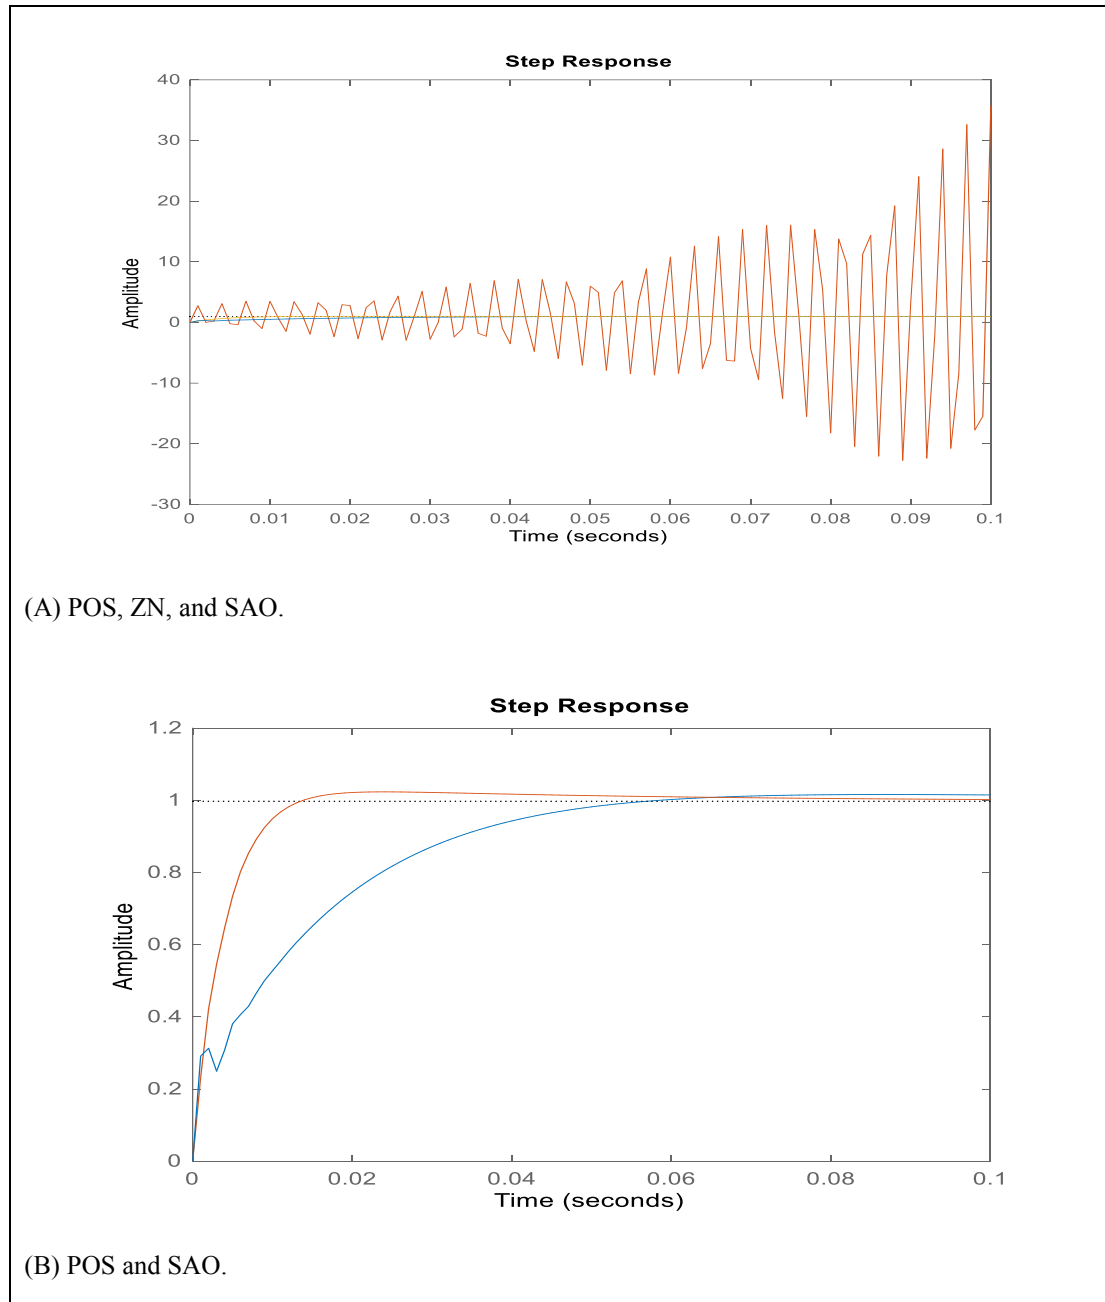 Step Response
40
30
20
10
0
-10
-20
-30
Amplitude
0 0.01 0.02 0.03 0.04 0.05 0.06 0.07 0.08 0.09 0.1
Time (seconds)
(A) POS, ZN, and SAO.
Step Response
1.2
1
0.8
0.6
0.4
0.2
0
Amplitude
0 0.02 0.04 0.06 0.08 0.1
Time (seconds)
(B) POS and SAO.